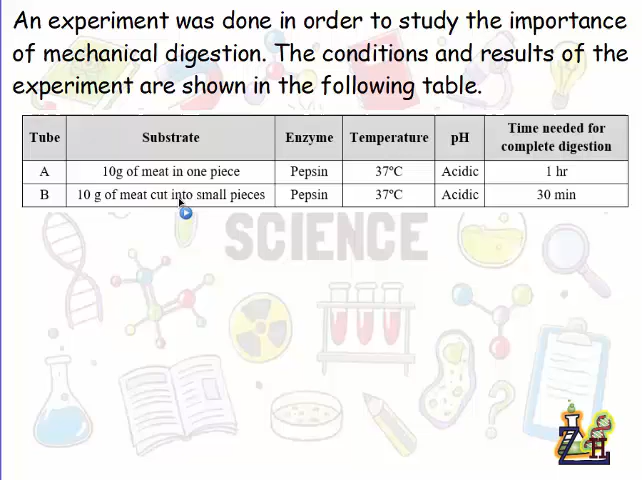 An experiment was done in order to study the importance
of mechanical digestion. The conditions and results of the
experiment are shown in the following table.
Tube Substrate Enzyme Temperature pH Time needed for complete digestion
A 10g of meat in one piece Pepsin 37°C Acidic 1 hr
B 10 g of meat cut into small pieces Pepsin 37°C Acidic 30 min
SCIENCE
Z H